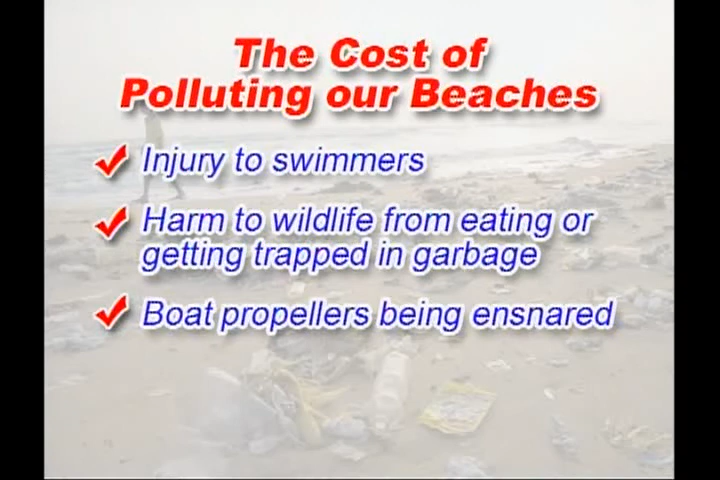 The Cost of
Polluting our Beaches
Injury to swimmers
Harm to wildlife from eating or
getting trapped in garbage
Boat propellers being ensnared